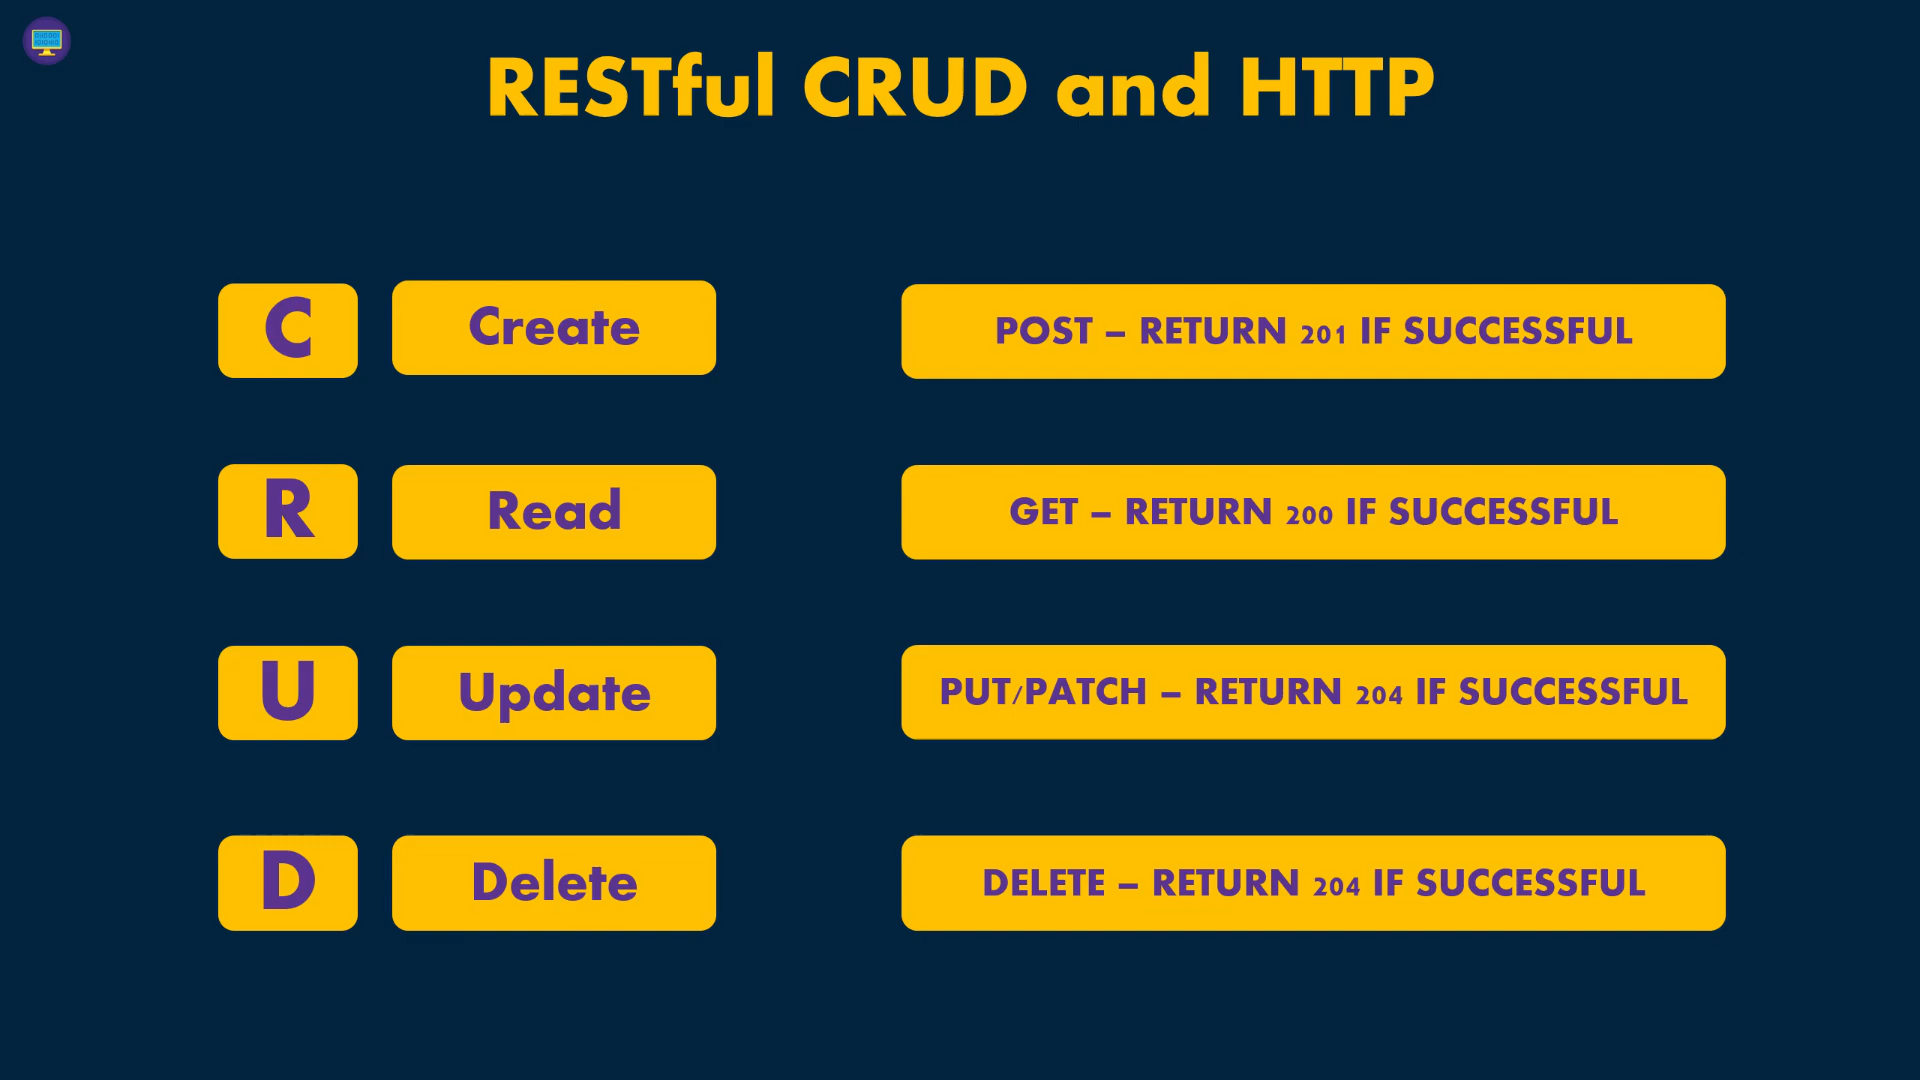 RESTful CRUD and HTTP
C Create POST – RETURN 201 IF SUCCESSFUL
R Read GET – RETURN 200 IF SUCCESSFUL
U Update PUT/PATCH – RETURN 204 IF SUCCESSFUL
D Delete DELETE – RETURN 204 IF SUCCESSFUL